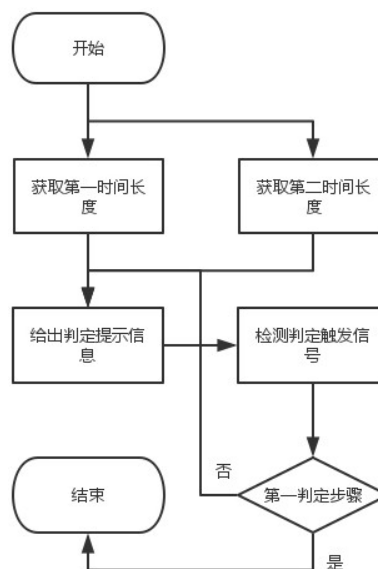 开始
获取第一时间长
度
获取第二时间长
度
给出判定提示信
息
检测判定触发信
号
否
第一判定步骤
结束
是